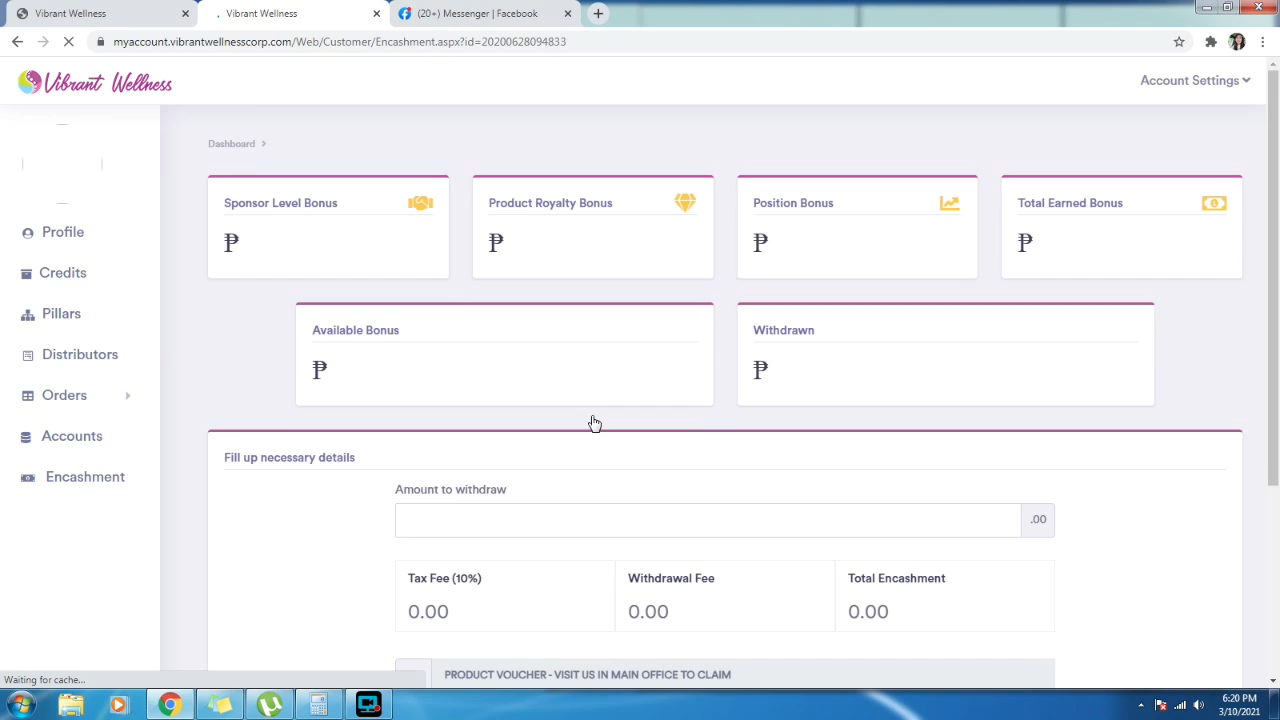 Vibrant Wellness
Vibrant Wellness
(20+) Messenger | Facebook
myaccount.vibrantwellnesscorp.com/Web/Customer/Encashment.aspx?id=20200628094833
Vibrant Wellness
Account Settings
Dashboard
Sponsor Level Bonus
Product Royalty Bonus
Position Bonus
Total Earned Bonus
₱
₱
₱
₱
Profile
Credits
Pillars
Distributors
Orders
Accounts
Encashment
Available Bonus
Withdrawn
₱
₱
Fill up necessary details
Amount to withdraw
.00
Tax Fee (10%)
Withdrawal Fee
Total Encashment
0.00
0.00
0.00
PRODUCT VOUCHER - VISIT US IN MAIN OFFICE TO CLAIM
Waiting for cache...
6:20 PM
3/10/2021